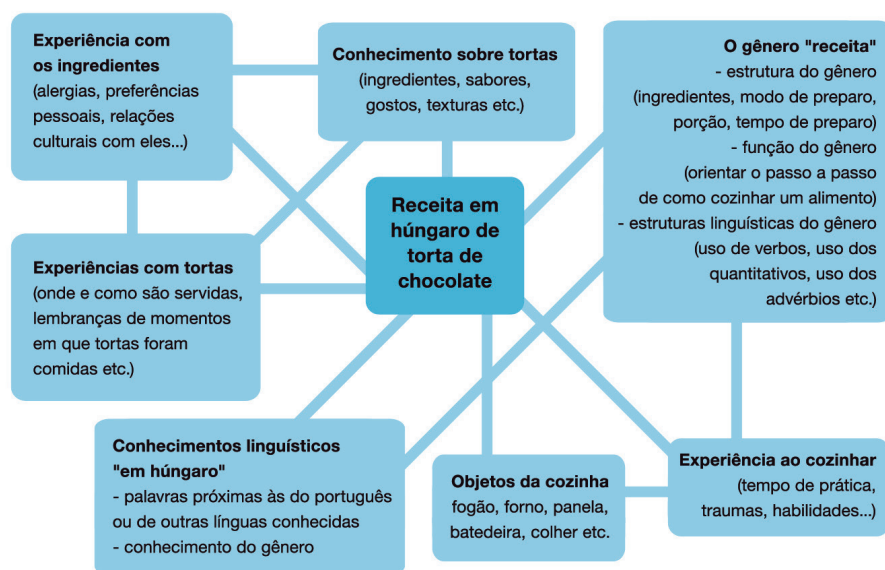 Experiência com
os ingredientes
(alergias, preferências
pessoais, relações
culturais com eles...)
Conhecimento sobre tortas
(ingredientes, sabores,
gostos, texturas etc.)
O gênero "receita"
- estrutura do gênero
(ingredientes, modo de preparo,
porção, tempo de preparo)
- função do gênero
(orientar o passo a passo
de como cozinhar um alimento)
- estruturas linguísticas do gênero
(uso de verbos, uso dos
quantitativos, uso dos
advérbios etc.)
Receita em
húngaro de
torta de
chocolate
Experiências com tortas
(onde e como são servidas,
lembranças de momentos
em que tortas foram
comidas etc.)
Conhecimentos linguísticos
"em húngaro"
- palavras próximas às do português
ou de outras línguas conhecidas
- conhecimento do gênero
Objetos da cozinha
fogão, forno, panela,
batedeira, colher etc.
Experiência ao cozinhar
(tempo de prática,
traumas, habilidades...)